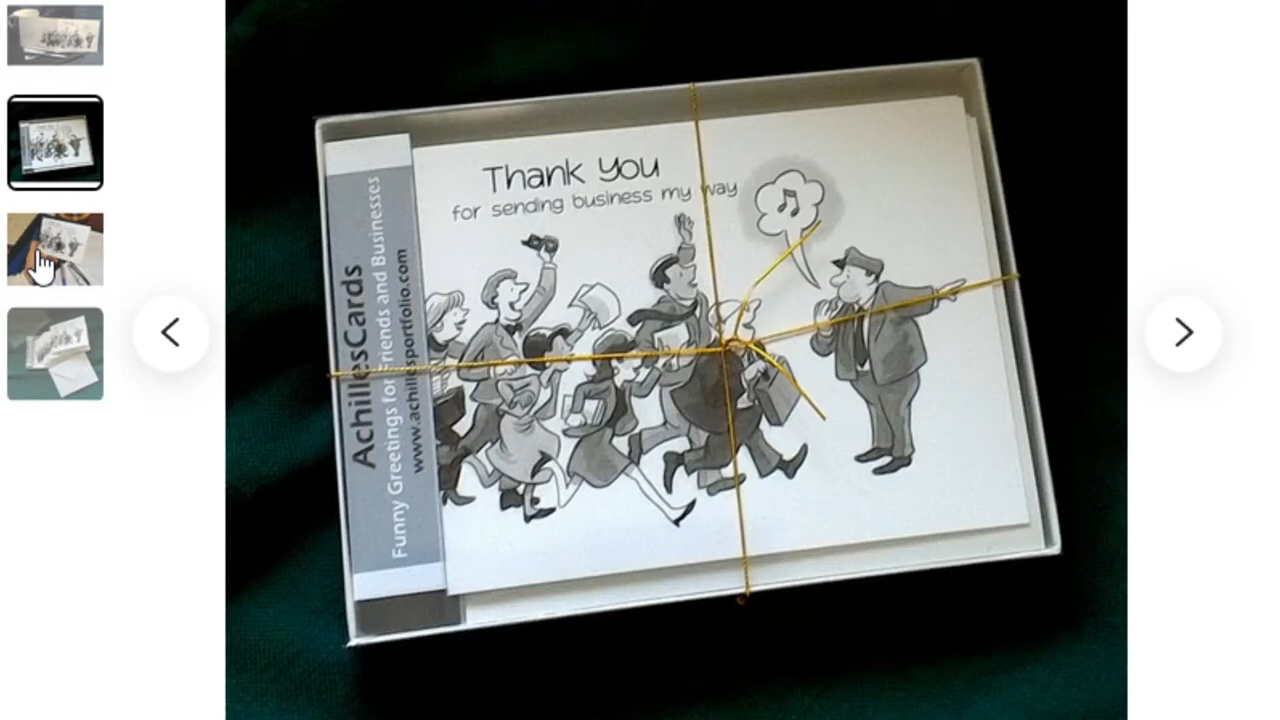 Thank You
for sending business my way
AchillesCards
Funny Greetings for Friends and Businesses
www.achillesportfolio.com